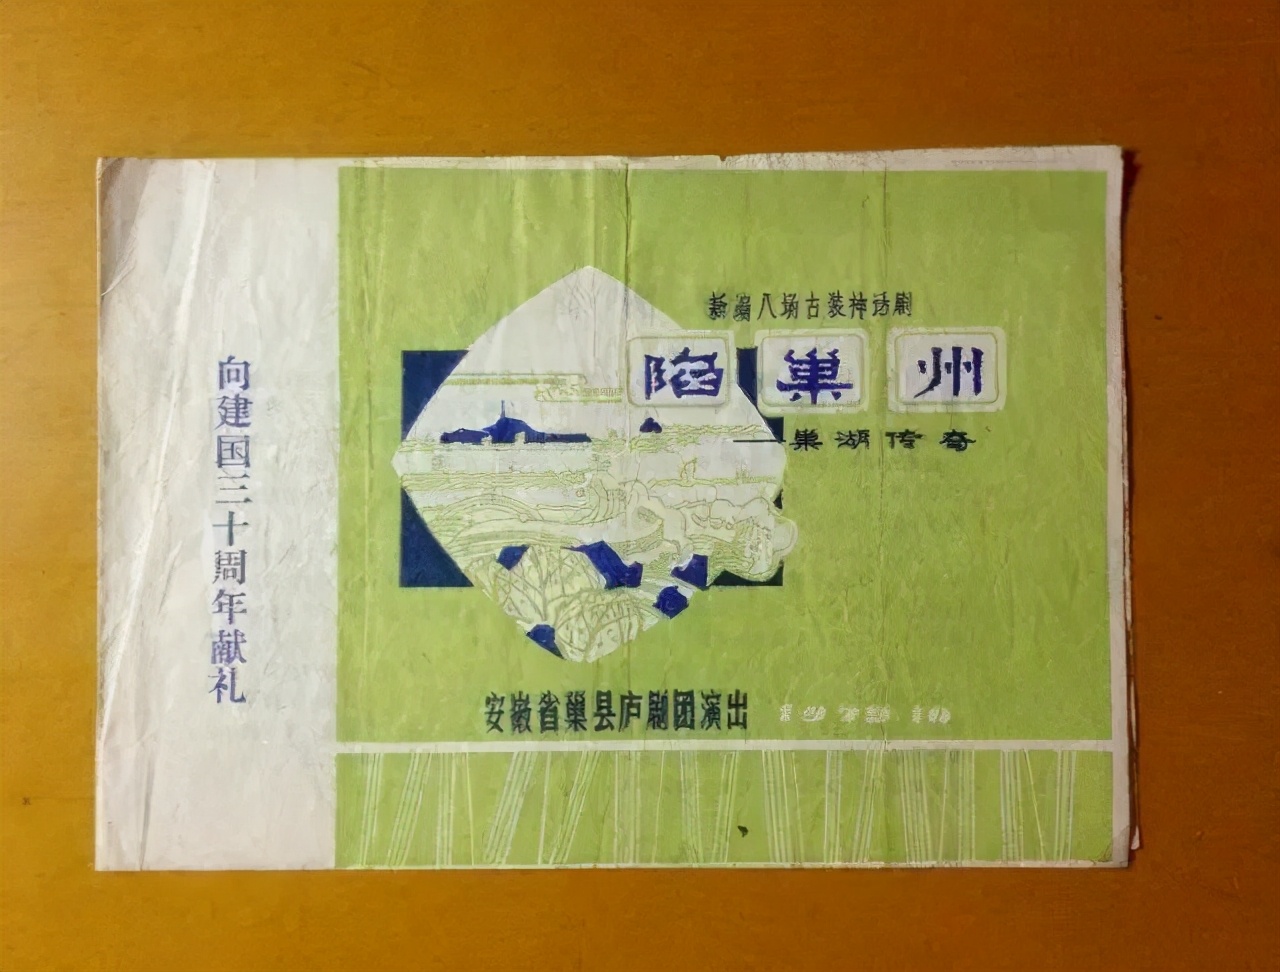 向建国三十周年献礼
新编八场古装神话剧
陷巢州
——巢湖传奇
安徽省巢县庐剧团演出